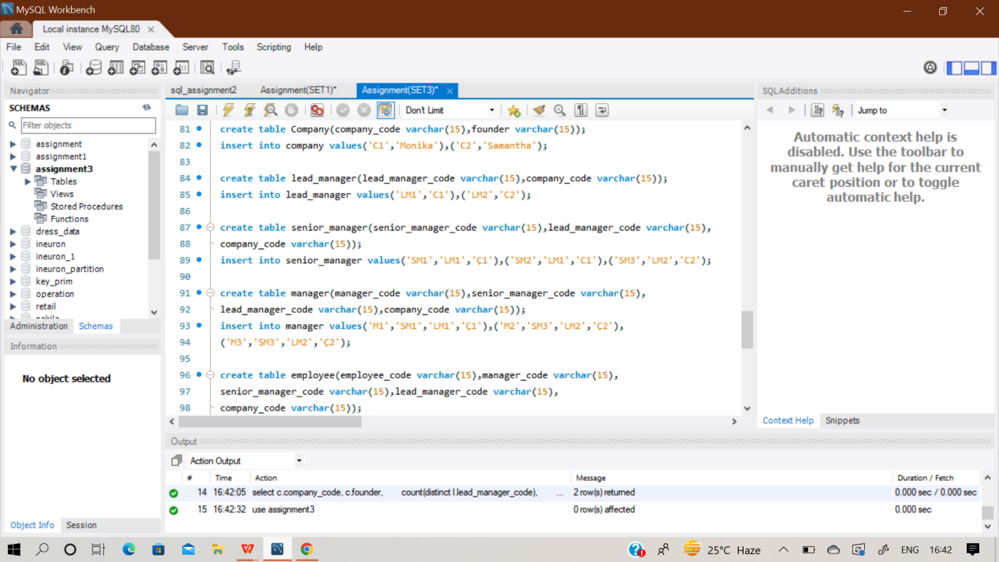 MySQL Workbench
Local instance MySQL80
File Edit View Query Database Server Tools Scripting Help
Navigator
SCHEMAS
Filter objects
assignment
assignment1
assignment3
Tables
Views
Stored Procedures
Functions
dress_data
ineuron
ineuron_1
ineuron_partition
key_prim
operation
retail
sakila
Administration Schemas
Information
No object selected
Object Info Session
sql_assignment2 Assignment(SET1)* Assignment(SET3)*
Don't Limit
81 create table Company(company_code varchar(15),founder varchar(15));
82 insert into company values('C1','Monika'),('C2','Samantha');
83
84 create table lead_manager(lead_manager_code varchar(15),company_code varchar(15));
85 insert into lead_manager values('LM1','C1'),('LM2','C2');
86
87 create table senior_manager(senior_manager_code varchar(15),lead_manager_code varchar(15),
88 company_code varchar(15));
89 insert into senior_manager values('SM1','LM1','Ç1'),('SM2','LM1','C1'),('SM3','LM2','C2');
90
91 create table manager(manager_code varchar(15),senior_manager_code varchar(15),
92 lead_manager_code varchar(15),company_code varchar(15));
93 insert into manager values('M1','SM1','LM1','Ç1'),('M2','SM3','LM2','Ç2'),
94 ('M3','SM3','LM2','Ç2');
95
96 create table employee(employee_code varchar(15),manager_code varchar(15),
97 senior_manager_code varchar(15),lead_manager_code varchar(15),
98 company_code varchar(15));
SQLAdditions
Jump to
Automatic context help is
disabled. Use the toolbar to
manually get help for the current
caret position or to toggle
automatic help.
Context Help Snippets
Output
Action Output
# Time Action Message Duration / Fetch
14 16:42:05 select c.company_code, c.founder, count(distinct l.lead_manager_code), ... 2 row(s) returned 0.000 sec / 0.000 sec
15 16:42:32 use assignment3 0 row(s) affected 0.000 sec
25°C Haze ENG 16:42